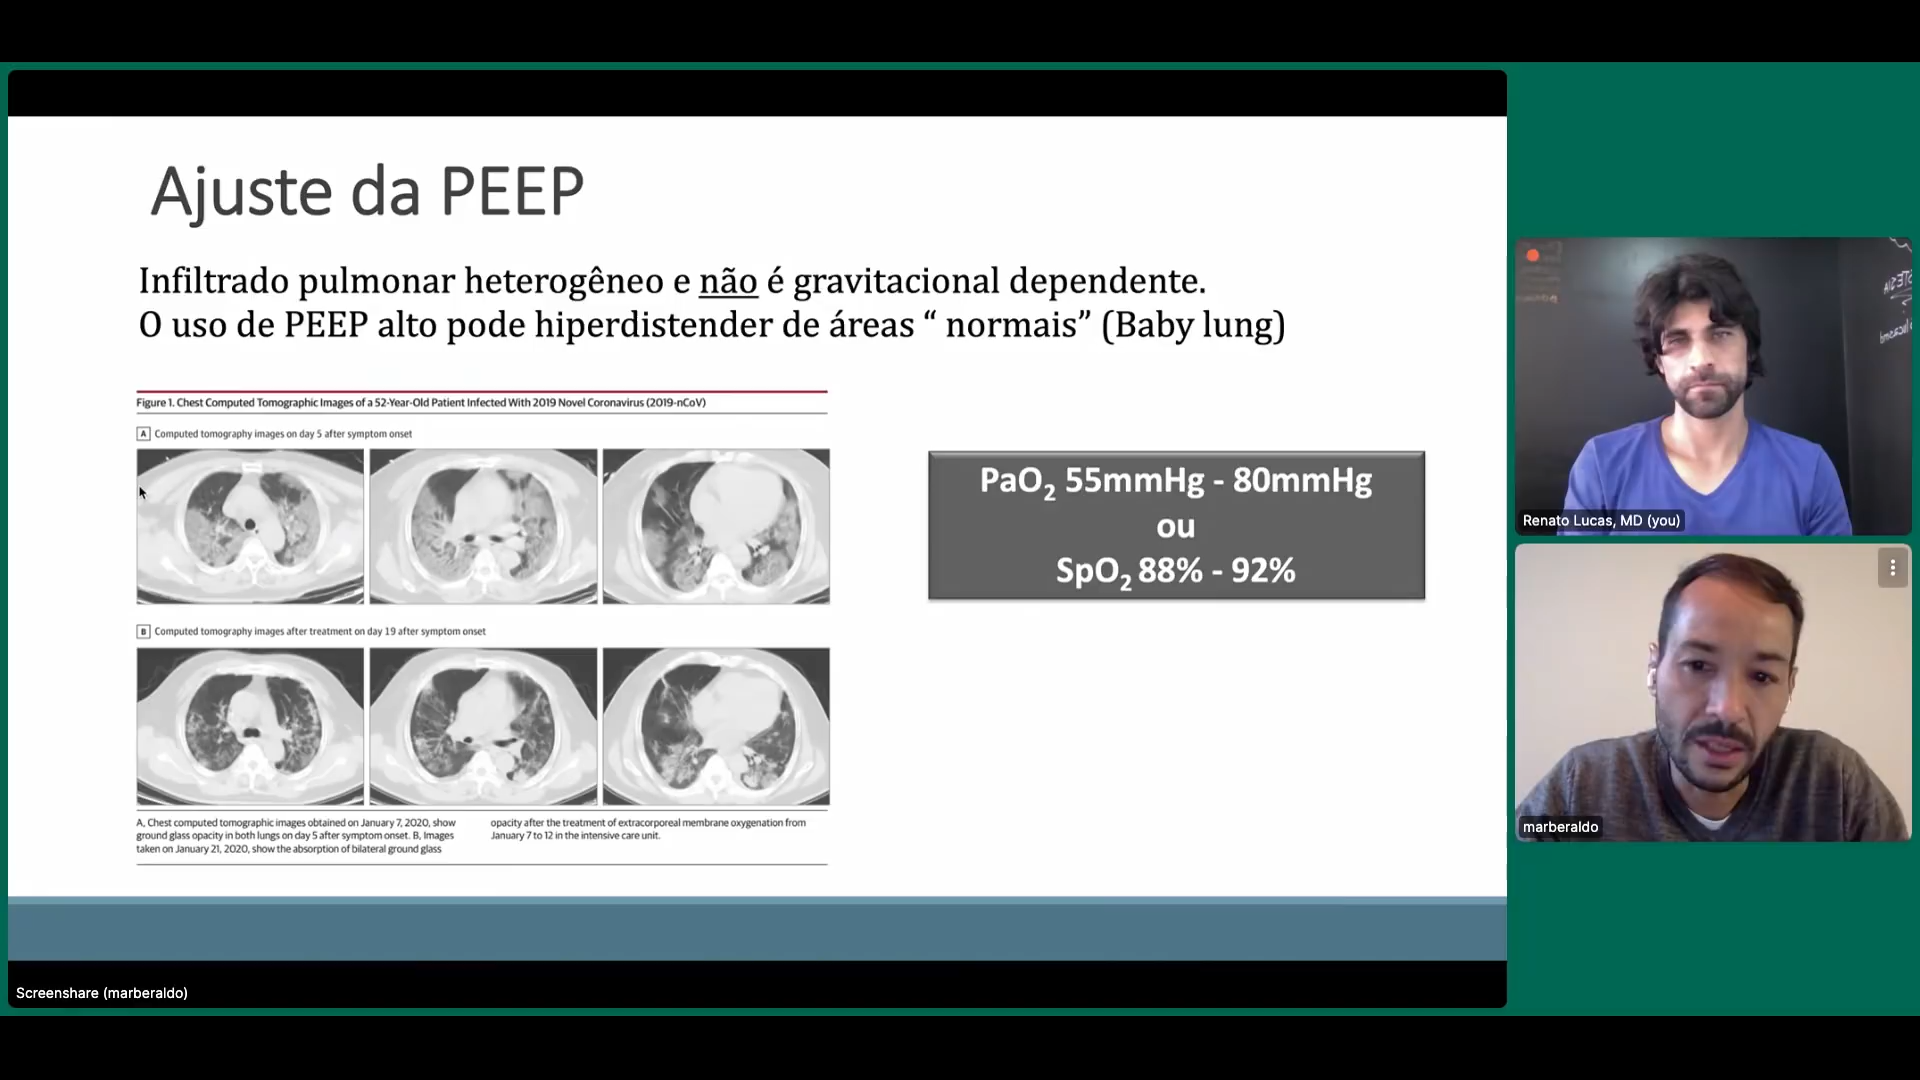 Ajuste da PEEP
Infiltrado pulmonar heterogêneo e não é gravitacional dependente.
O uso de PEEP alto pode hiperdistender de áreas “ normais” (Baby lung)
Figure 1. Chest Computed Tomographic Images of a 52-Year-Old Patient Infected With 2019 Novel Coronavirus (2019-nCoV)
A Computed tomography images on day 5 after symptom onset
PaO2 55mmHg - 80mmHg
ou
SpO2 88% - 92%
B Computed tomography images after treatment on day 19 after symptom onset
A, Chest computed tomographic images obtained on January 7, 2020, show
ground glass opacity in both lungs on day 5 after symptom onset. B, Images
taken on January 21, 2020, show the absorption of bilateral ground glass
opacity after the treatment of extracorporeal membrane oxygenation from
January 7 to 12 in the intensive care unit.
Screenshare (marberaldo)
Renato Lucas, MD (you)
marberaldo